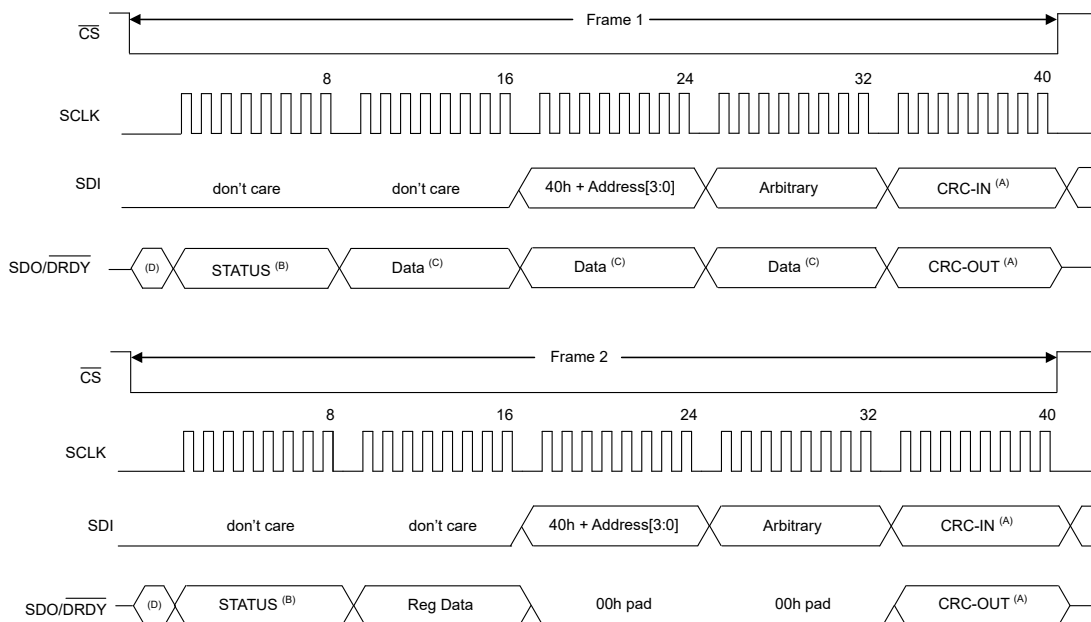 Frame 1
CS
8 16 24 32 40
SCLK
SDI don't care don't care 40h + Address[3:0] Arbitrary CRC-IN (A)
SDO/DRDY (D) STATUS (B) Data (C) Data (C) Data (C) CRC-OUT (A)
Frame 2
CS
8 16 24 32 40
SCLK
SDI don't care don't care 40h + Address[3:0] Arbitrary CRC-IN (A)
SDO/DRDY (D) STATUS (B) Reg Data 00h pad 00h pad CRC-OUT (A)